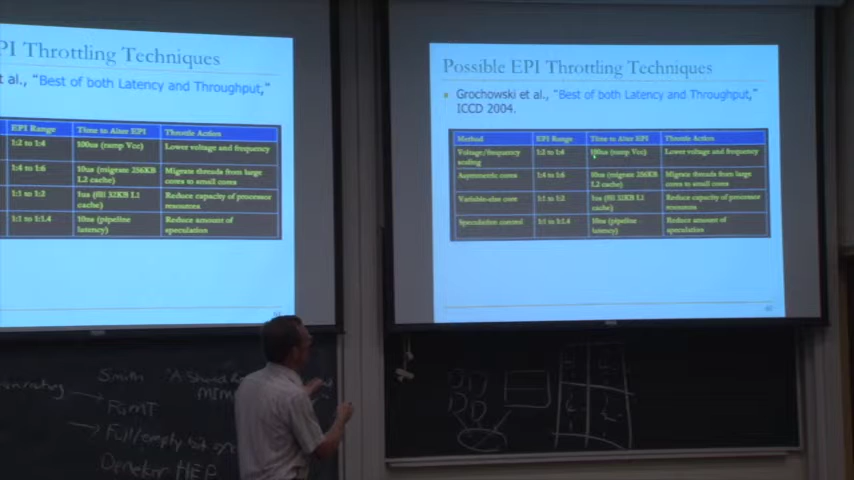 PI Throttling Techniques
t al., "Best of both Latency and Throughput,"
EPI Range Time to Alter EPI Throttle Action
1:2 to 1:4 100us (ramp Vcc) Lower voltage and frequency
1:4 to 1:6 10us (migrate 256KB L2 cache) Migrate threads from large cores to small cores
1:1 to 1:2 1us (fill 32KB L1 cache) Reduce capacity of processor resources
1:1 to 1:1.4 10ns (pipeline latency) Reduce amount of speculation
Possible EPI Throttling Techniques
Grochowski et al., "Best of both Latency and Throughput,"
ICCD 2004.
Method EPI Range Time to Alter EPI Throttle Action
Voltage/frequency scaling 1:2 to 1:4 100us (ramp Vcc) Lower voltage and frequency
Asymmetric cores 1:4 to 1:6 10us (migrate 256KB L2 cache) Migrate threads from large cores to small cores
Variable-size core 1:1 to 1:2 1us (fill 32KB L1 cache) Reduce capacity of processor resources
Speculation control 1:1 to 1:1.4 10ns (pipeline latency) Reduce amount of speculation
Smith "A Shared
MIM
FGMT
Full/empty bit
Denelcor HEP